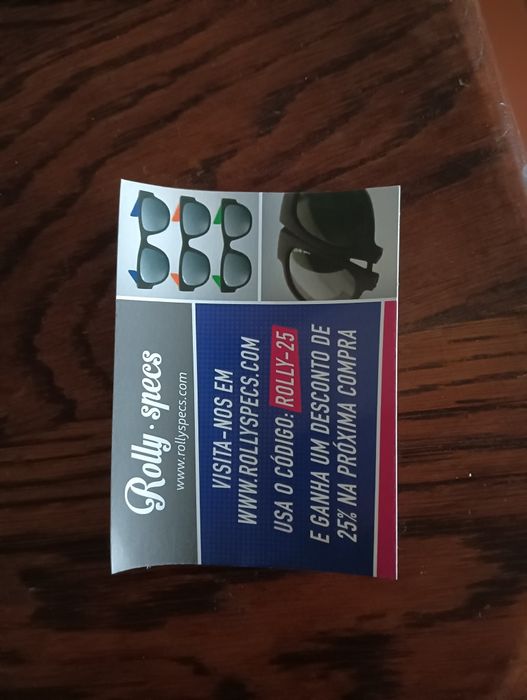 Rolly·specs
www.rollyspecs.com
VISITA-NOS EM
WWW.ROLLYSPECS.COM
USA O CÓDIGO: ROLLY-25
E GANHA UM DESCONTO DE
25% NA PRÓXIMA COMPRA